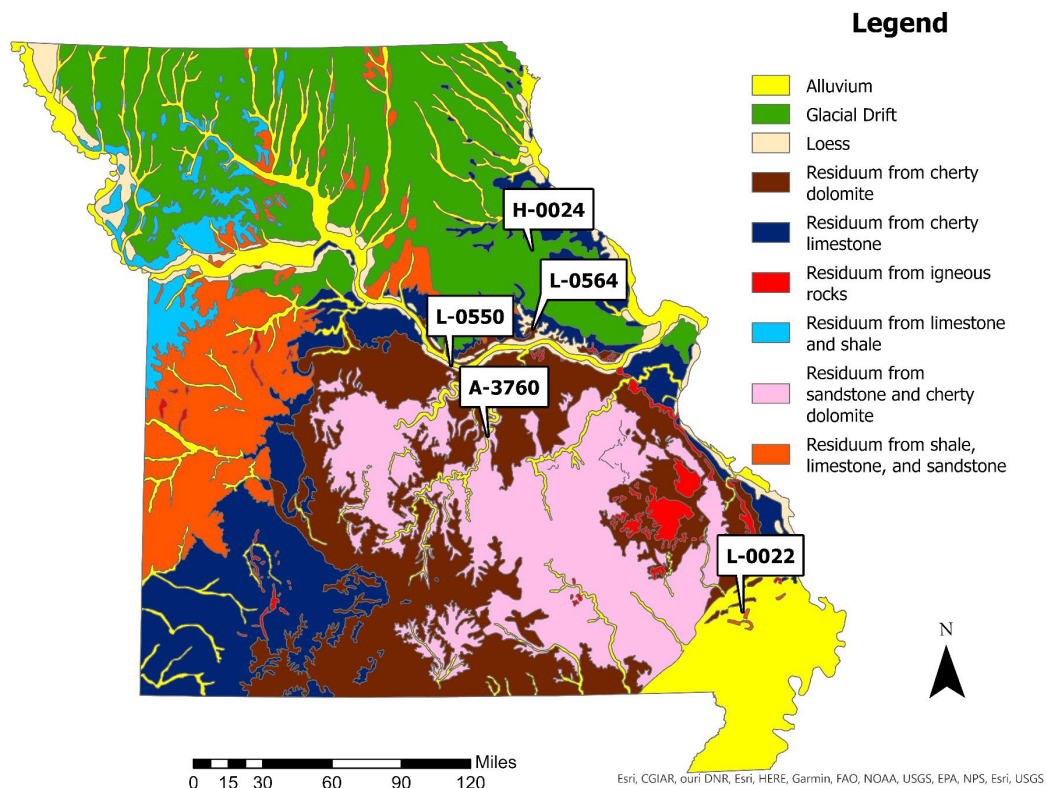 Legend
Alluvium
Glacial Drift
Loess
Residuum from cherty
dolomite
Residuum from cherty
limestone
Residuum from igneous
rocks
Residuum from limestone
and shale
Residuum from
sandstone and cherty
dolomite
Residuum from shale,
limestone, and sandstone
H-0024
L-0564
L-0550
A-3760
L-0022
N
Miles
0 15 30 60 90 120
Esri, CGIAR, ouri DNR, Esri, HERE, Garmin, FAO, NOAA, USGS, EPA, NPS, Esri, USGS